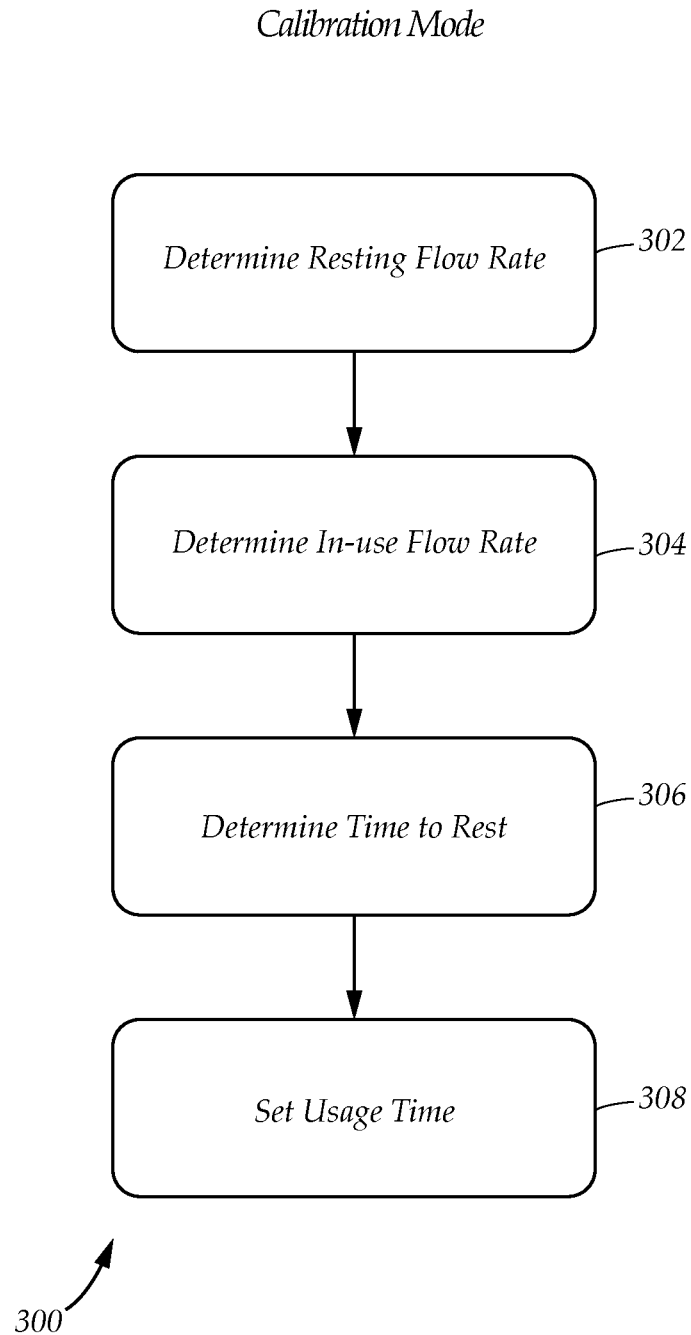 Calibration Mode
Determine Resting Flow Rate
302
Determine In-use Flow Rate
304
Determine Time to Rest
306
Set Usage Time
308
300